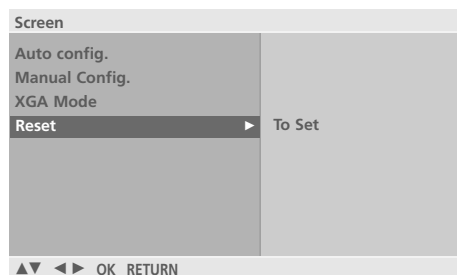 Screen
Auto config.
Manual Config.
XGA Mode
Reset ► To Set
▲▼ ◄ ► OK RETURN